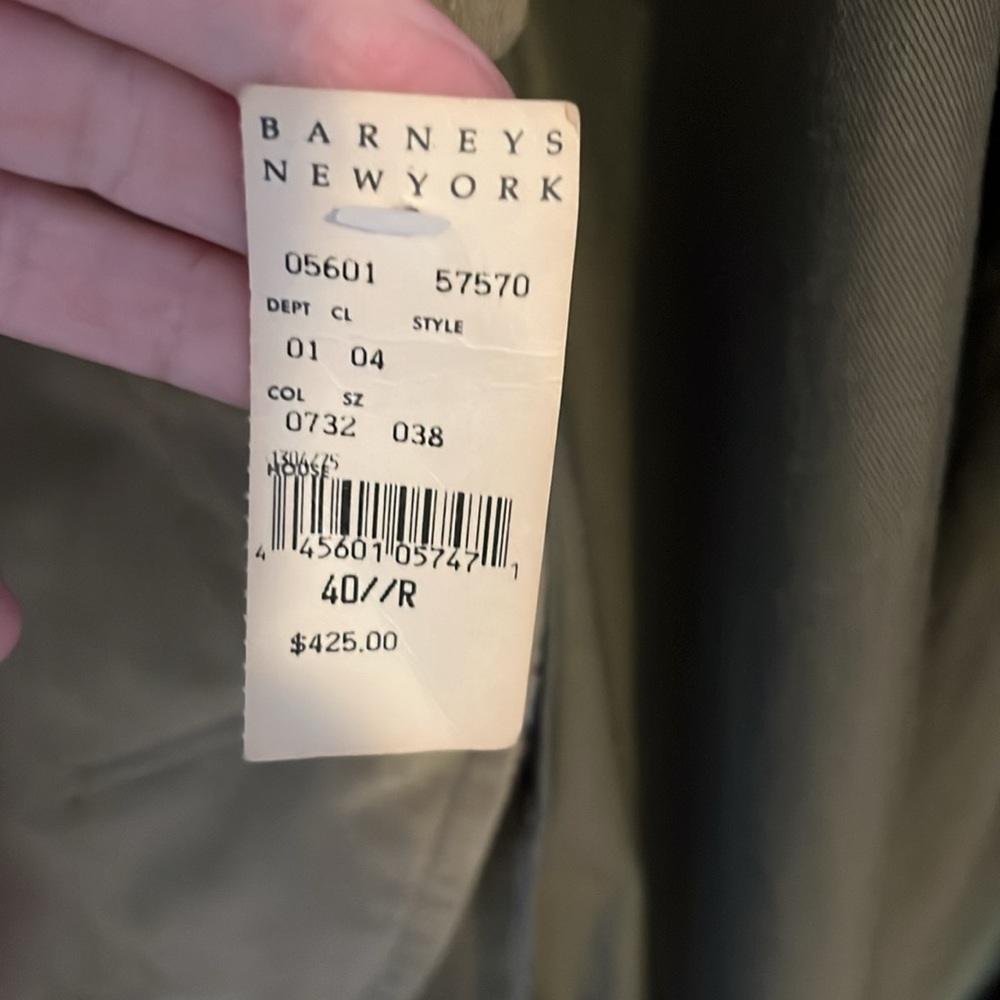 BARNEYS
NEWYORK
05601 57570
DEPT CL STYLE
01 04
COL SZ
0732 038
HOUSE
4 45601 05747 1
40//R
$425.00